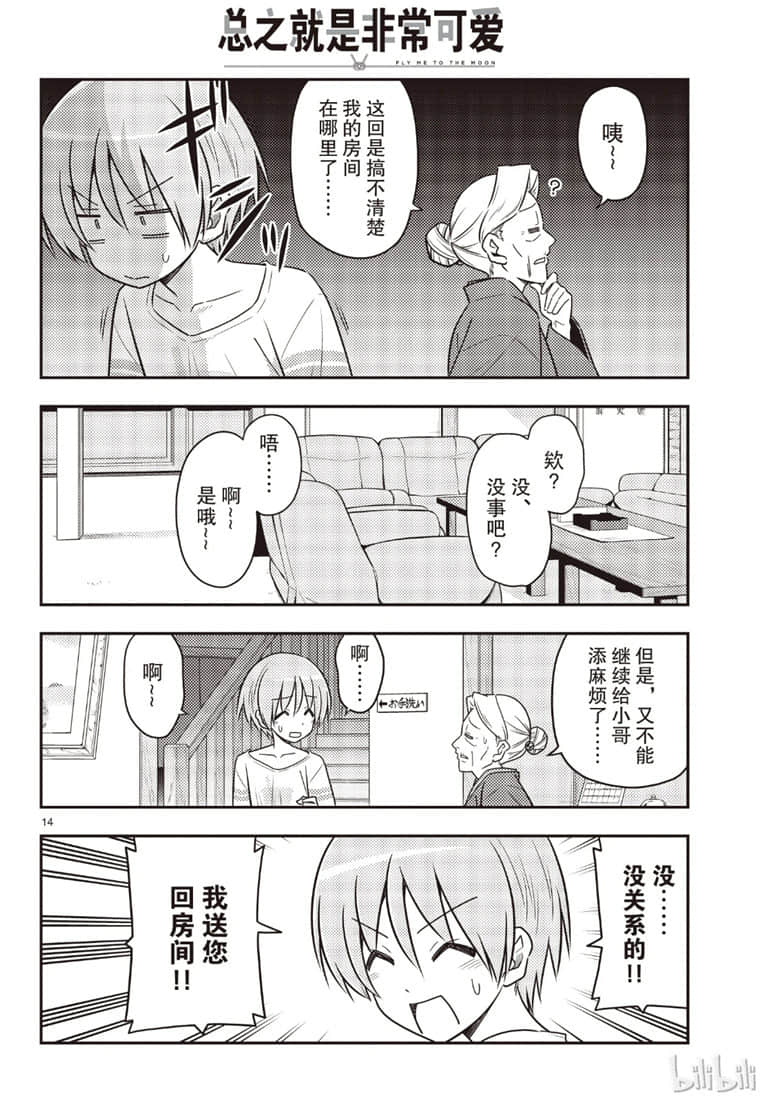 总之就是非常可爱
FLY ME TO THE MOON
咦~~
?
这回是搞不清楚
我的房间
在哪里了……
欸?
没、
没事吧?
唔……
啊~~
是哦~~
但是，又不能
继续给小哥
添麻烦了……
啊……
啊~~
←お手洗い
14
没……
没关系的!!
我送您
回房间!!
bilibili